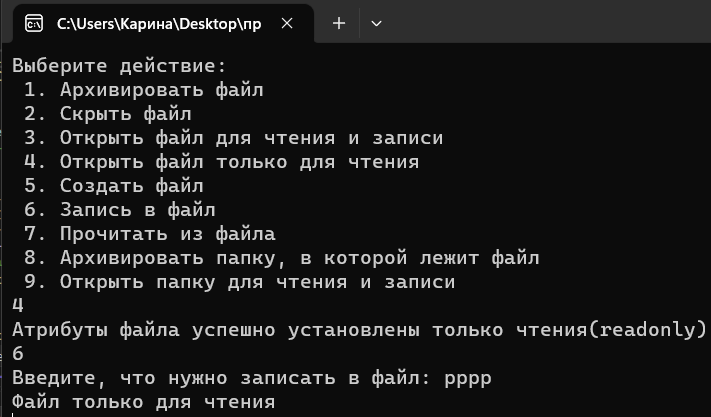 C:\Users\Карина\Desktop\пр
Выберите действие:
1. Архивировать файл
2. Скрыть файл
3. Открыть файл для чтения и записи
4. Открыть файл только для чтения
5. Создать файл
6. Запись в файл
7. Прочитать из файла
8. Архивировать папку, в которой лежит файл
9. Открыть папку для чтения и записи
4
Атрибуты файла успешно установлены только чтения(readonly)
6
Введите, что нужно записать в файл: рррр
Файл только для чтения